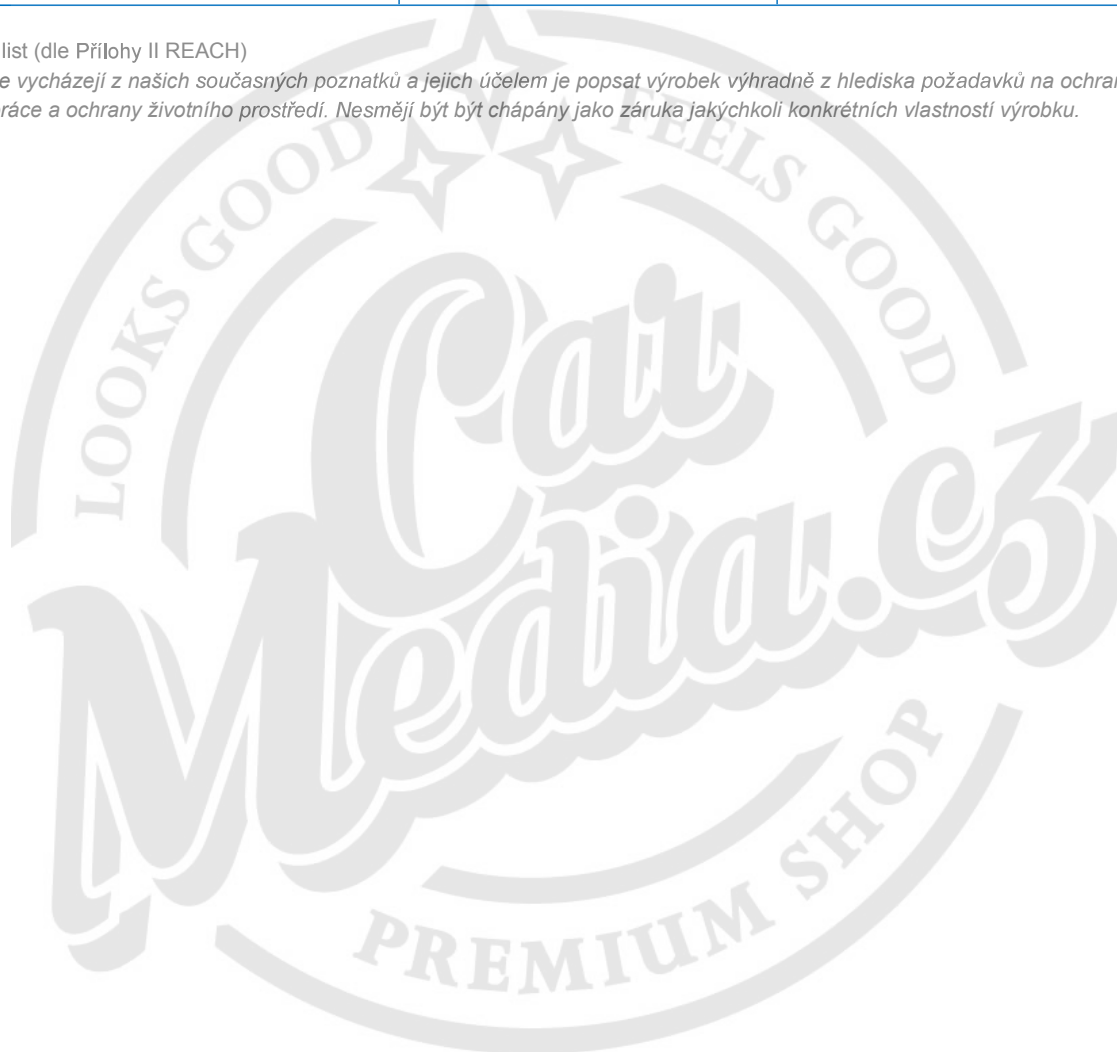 list (dle Přílohy II REACH)
e vycházejí z našich současných poznatků a jejich účelem je popsat výrobek výhradně z hlediska požadavků na ochran
ráce a ochrany životního prostředí. Nesmějí být být chápány jako záruka jakýchkoli konkrétních vlastností výrobku.
LOOKS GOOD FEELS GOOD
Car
Media.cz
PREMIUM SHOP